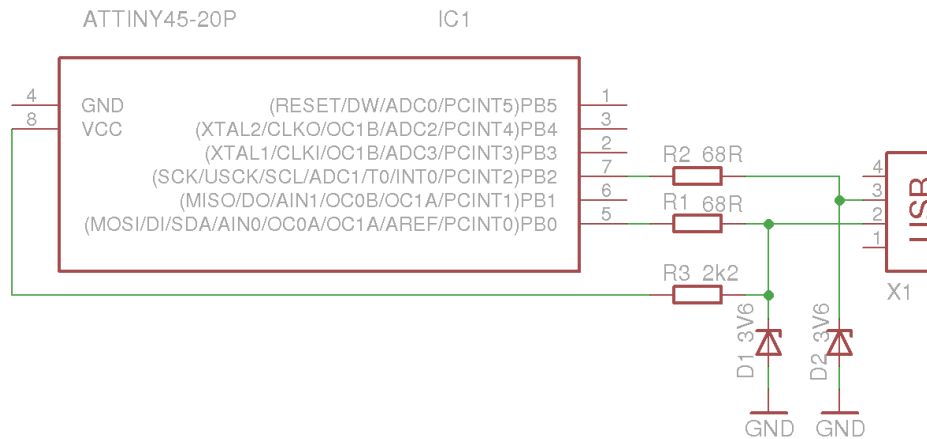 ATTINY45-20P IC1
4 GND (RESET/DW/ADC0/PCINT5)PB5 1
8 VCC (XTAL2/CLKO/OC1B/ADC2/PCINT4)PB4 3
(XTAL1/CLKI/OC1B/ADC3/PCINT3)PB3 2
(SCK/USCK/SCL/ADC1/T0/INT0/PCINT2)PB2 7
(MISO/DO/AIN1/OC0B/OC1A/PCINT1)PB1 6
(MOSI/DI/SDA/AIN0/OC0A/OC1A/AREF/PCINT0)PB0 5
R2 68R
R1 68R
R3 2k2
4
3
2
1
USB
X1
D1 3V6
D2 3V6
GND
GND